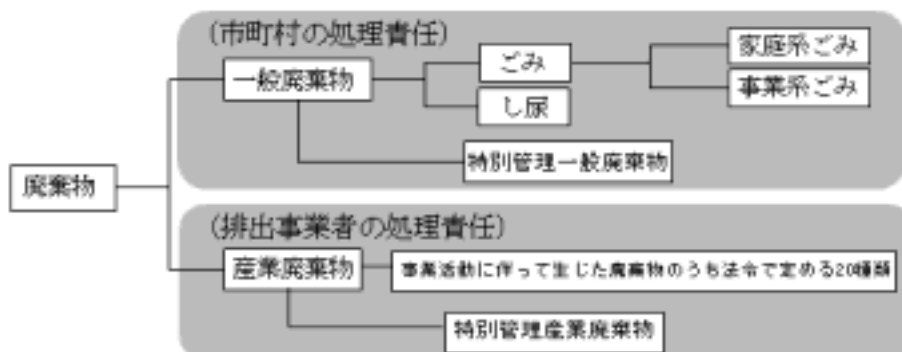 (市町村の処理責任)
家庭系ごみ
ごみ
一般廃棄物
事業系ごみ
し尿
特別管理一般廃棄物
廃棄物
(排出事業者の処理責任)
産業廃棄物
事業活動に伴って生じた廃棄物のうち法令で定める20種類
特別管理産業廃棄物